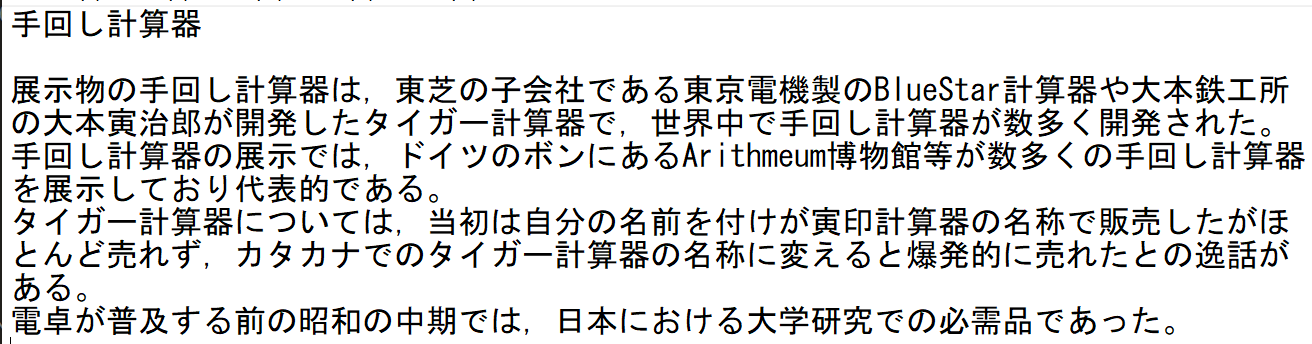 手回し計算器
展示物の手回し計算器は，東芝の子会社である東京電機製のBlueStar計算器や大本鉄工所
の大本寅治郎が開発したタイガー計算器で，世界中で手回し計算器が数多く開発された。
手回し計算器の展示では，ドイツのボンにあるArithmeum博物館等が数多くの手回し計算器
を展示しており代表的である。
タイガー計算器については，当初は自分の名前を付けが寅印計算器の名称で販売したがほ
とんど売れず，カタカナでのタイガー計算器の名称に変えると爆発的に売れたとの逸話が
ある。
電卓が普及する前の昭和の中期では，日本における大学研究での必需品であった。